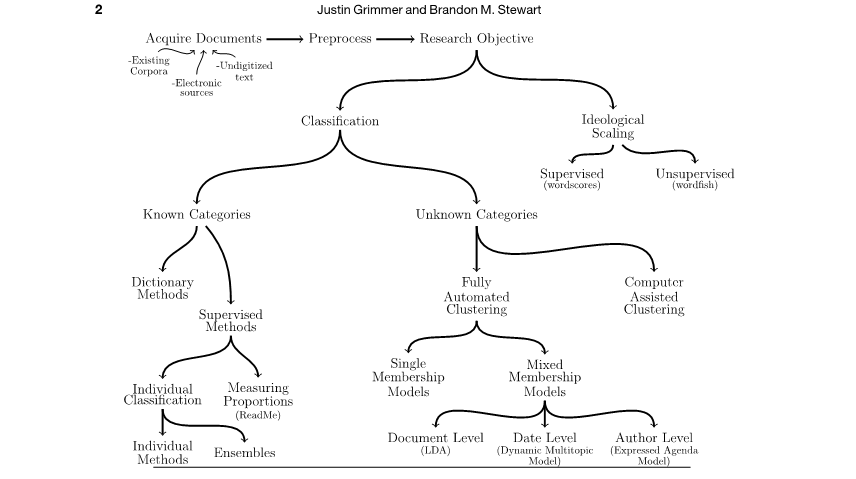 2
Justin Grimmer and Brandon M. Stewart
Acquire Documents
Preprocess
Research Objective
-Existing
Corpora
-Electronic
sources
-Undigitized
text
Classification
Ideological
Scaling
Supervised
(wordscores)
Unsupervised
(wordfish)
Known Categories
Unknown Categories
Dictionary
Methods
Supervised
Methods
Fully
Automated
Clustering
Computer
Assisted
Clustering
Individual
Classification
Measuring
Proportions
(ReadMe)
Single
Membership
Models
Mixed
Membership
Models
Individual
Methods
Ensembles
Document Level
(LDA)
Date Level
(Dynamic Multitopic
Model)
Author Level
(Expressed Agenda
Model)